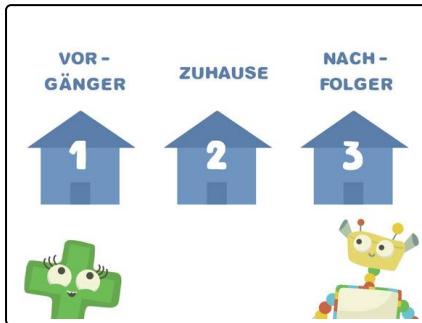 VOR-
GÄNGER
ZUHAUSE
NACH-
FOLGER
1
2
3